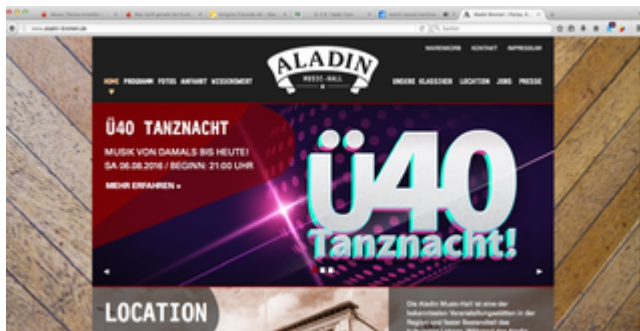 www.aladin-bremen.de
Suchen
WARENKORB KONTAKT IMPRESSUM
ALADIN
MUSIC-HALL
HOME PROGRAMM FOTOS ANFAHRT WISSENSWERT
UNSERE KLASSIKER LOCATION JOBS PRESSE
Ü40 TANZNACHT
MUSIK VON DAMALS BIS HEUTE!
SA 06.08.2016 / BEGINN: 21:00 UHR
MEHR ERFAHREN »
Ü40
Tanznacht!
LOCATION
Die Aladin Music-Hall ist eine der
bekanntesten Veranstaltungsstätten in der
Region und fester Bestandteil des